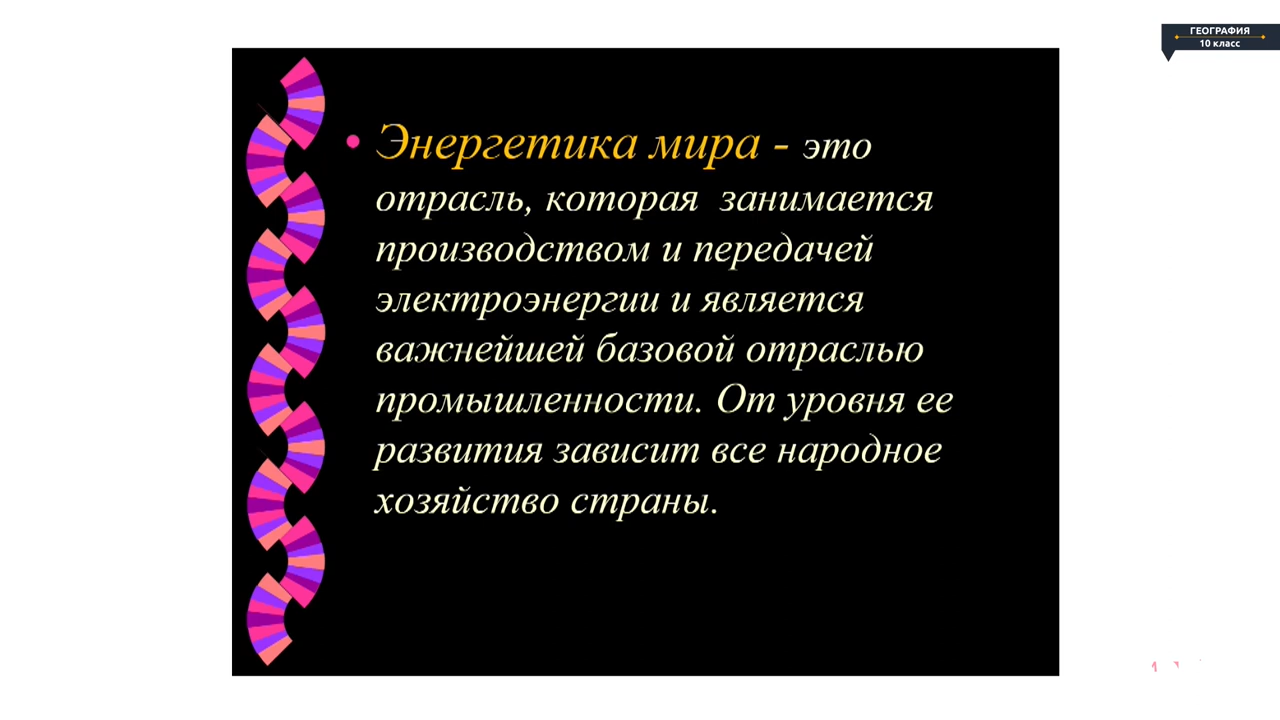 ГЕОГРАФИЯ
10 класс
• Энергетика мира - это
отрасль, которая занимается
производством и передачей
электроэнергии и является
важнейшей базовой отраслью
промышленности. От уровня ее
развития зависит все народное
хозяйство страны.